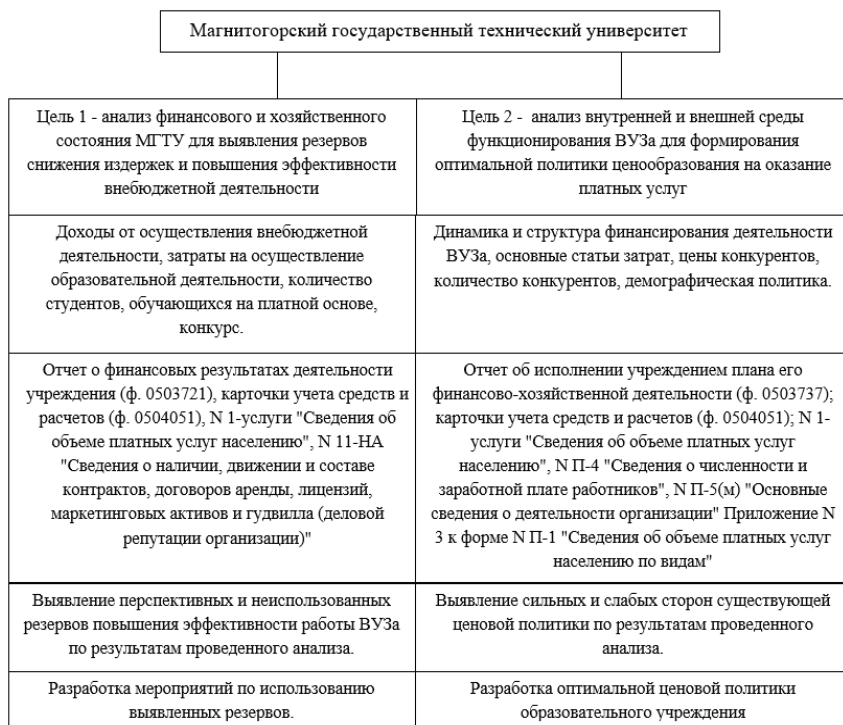 Магнитогорский государственный технический университет
Цель 1 - анализ финансового и хозяйственного
состояния МГТУ для выявления резервов
снижения издержек и повышения эффективности
внебюджетной деятельности
Цель 2 - анализ внутренней и внешней среды
функционирования ВУЗа для формирования
оптимальной политики ценообразования на оказание
платных услуг
Доходы от осуществления внебюджетной
деятельности, затраты на осуществление
образовательной деятельности, количество
студентов, обучающихся на платной основе,
конкурс.
Динамика и структура финансирования деятельности
ВУЗа, основные статьи затрат, цены конкурентов,
количество конкурентов, демографическая политика.
Отчет о финансовых результатах деятельности
учреждения (ф. 0503721), карточки учета средств и
расчетов (ф. 0504051), N 1-услуги "Сведения об
объеме платных услуг населению", N 11-НА
"Сведения о наличии, движении и составе
контрактов, договоров аренды, лицензий,
маркетинговых активов и гудвилла (деловой
репутации организации)"
Отчет об исполнении учреждением плана его
финансово-хозяйственной деятельности (ф. 0503737);
карточки учета средств и расчетов (ф. 0504051); N 1-
услуги "Сведения об объеме платных услуг
населению", N П-4 "Сведения о численности и
заработной плате работников", N П-5(м) "Основные
сведения о деятельности организации" Приложение N
3 к форме N П-1 "Сведения об объеме платных услуг
населению по видам"
Выявление перспективных и неиспользованных
резервов повышения эффективности работы ВУЗа
по результатам проведенного анализа.
Выявление сильных и слабых сторон существующей
ценовой политики по результатам проведенного
анализа.
Разработка мероприятий по использованию
выявленных резервов.
Разработка оптимальной ценовой политики
образовательного учреждения